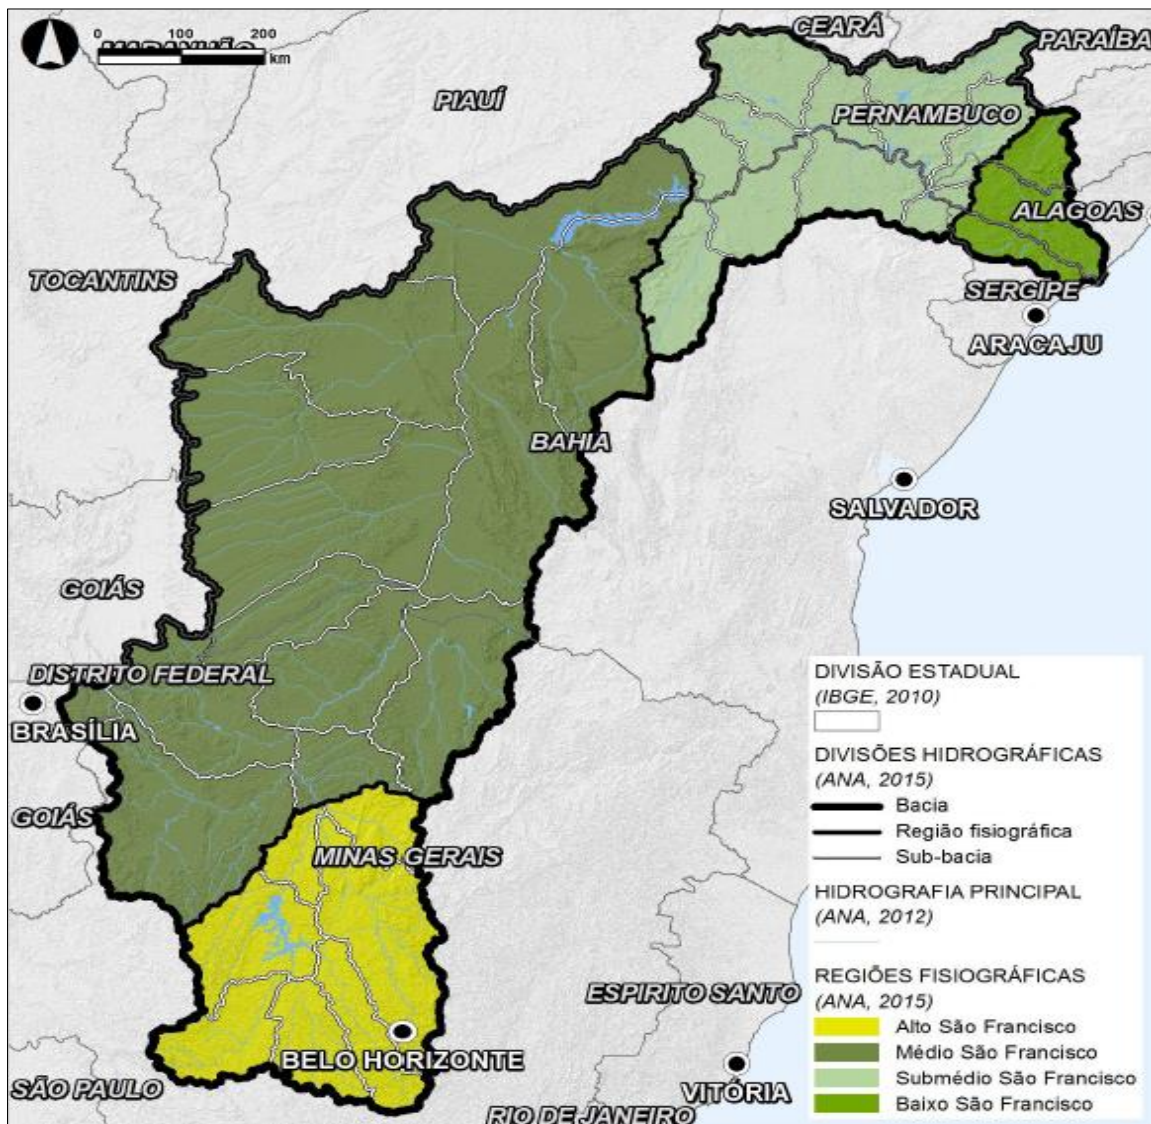 0 100 200
km
MARANHÃO
CEARÁ
PARAÍBA
PIAUÍ
PERNAMBUCO
ALAGOAS
TOCANTINS
SERGIPE
ARACAJU
BAHIA
SALVADOR
GOIÁS
DISTRITO FEDERAL
BRASÍLIA
GOIÁS
MINAS GERAIS
ESPIRITO SANTO
BELO HORIZONTE
SÃO PAULO
VITÓRIA
RIO DE JANEIRO
DIVISÃO ESTADUAL
(IBGE, 2010)
DIVISÕES HIDROGRÁFICAS
(ANA, 2015)
Bacia
Região fisiográfica
Sub-bacia
HIDROGRAFIA PRINCIPAL
(ANA, 2012)
REGIÕES FISIOGRÁFICAS
(ANA, 2015)
Alto São Francisco
Médio São Francisco
Submédio São Francisco
Baixo São Francisco